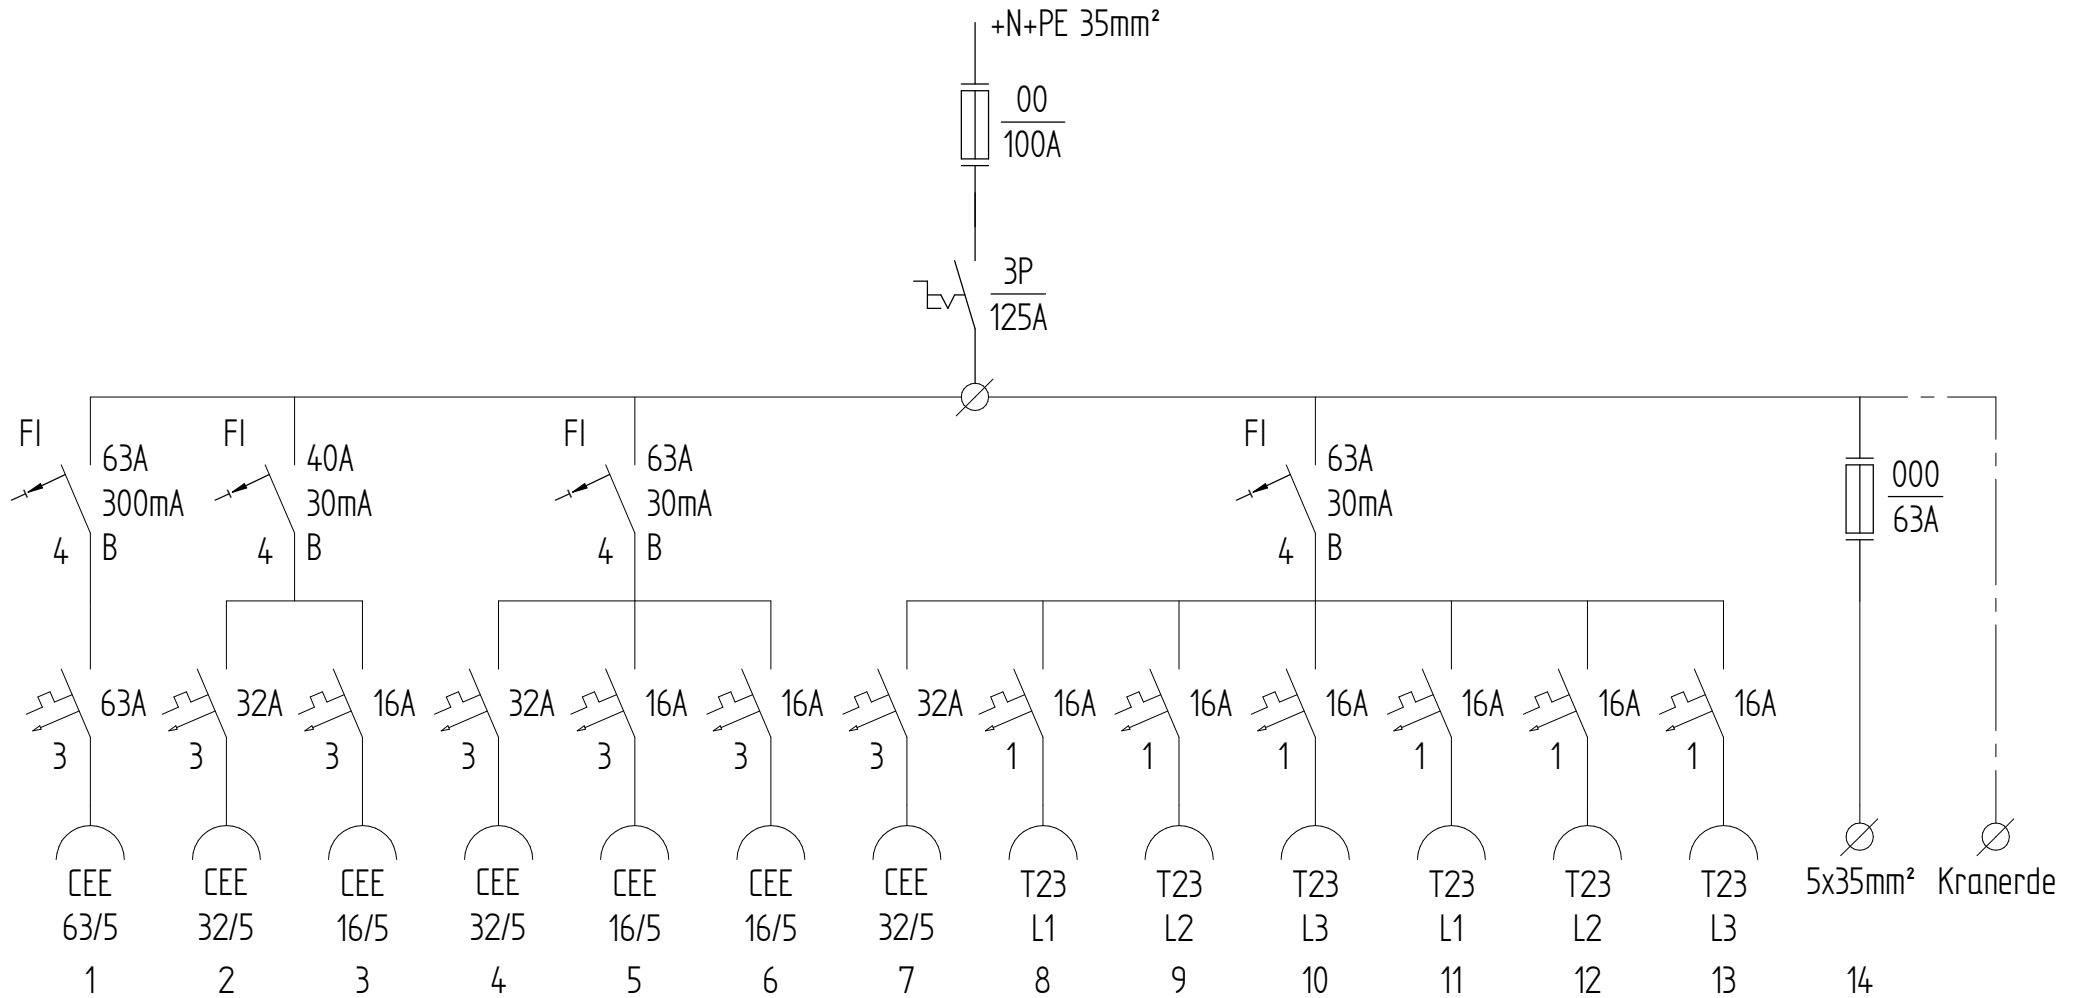 +N+PE 35mm²
00
100A
3P
125A
FI
63A
300mA
4 B
FI
40A
30mA
4 B
FI
63A
30mA
4 B
FI
63A
30mA
4 B
000
63A
63A 32A 16A 32A 16A 16A 32A 16A 16A 16A 16A 16A 16A
3 3 3 3 3 3 3 1 1 1 1 1 1
CEE CEE CEE CEE CEE CEE CEE T23 T23 T23 T23 T23 T23 5x35mm² Kranerde
63/5 32/5 16/5 32/5 16/5 16/5 32/5 L1 L2 L3 L1 L2 L3
1 2 3 4 5 6 7 8 9 10 11 12 13 14